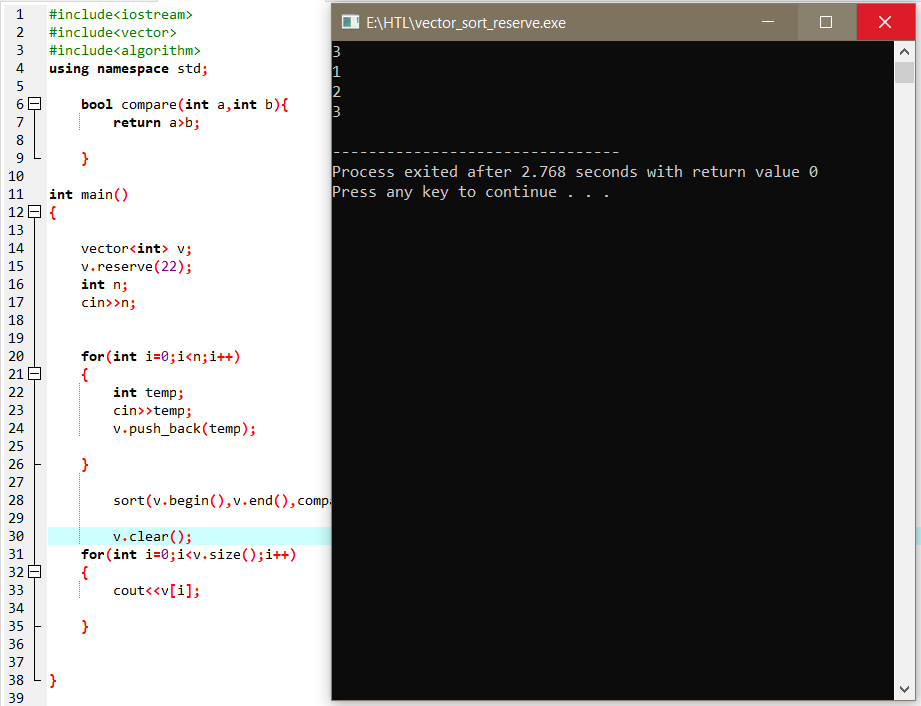 1 #include<iostream>
2 #include<vector>
3 #include<algorithm>
4 using namespace std;
5
6 bool compare(int a,int b){
7 return a>b;
8
9 }
10
11 int main()
12 {
13
14 vector<int> v;
15 v.reserve(22);
16 int n;
17 cin>>n;
18
19
20 for(int i=0;i<n;i++)
21 {
22 int temp;
23 cin>>temp;
24 v.push_back(temp);
25
26 }
27
28 sort(v.begin(),v.end(),compa
29
30 v.clear();
31 for(int i=0;i<v.size();i++)
32 {
33 cout<<v[i];
34
35 }
36
37
38 }
39
E:\HTL\vector_sort_reserve.exe
3
1
2
3
--------------------------------
Process exited after 2.768 seconds with return value 0
Press any key to continue . . .